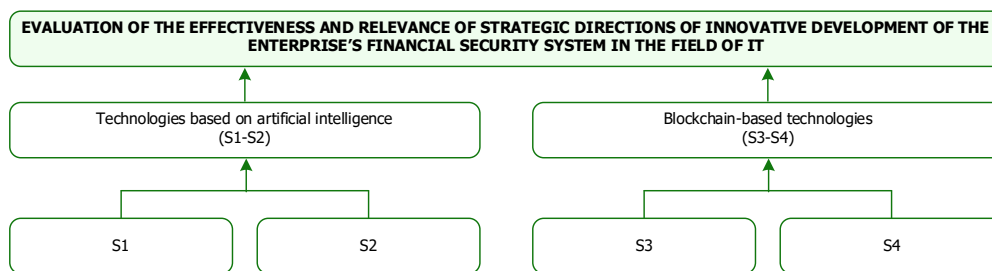 EVALUATION OF THE EFFECTIVENESS AND RELEVANCE OF STRATEGIC DIRECTIONS OF INNOVATIVE DEVELOPMENT OF THE
ENTERPRISE’S FINANCIAL SECURITY SYSTEM IN THE FIELD OF IT
Technologies based on artificial intelligence
(S1-S2)
Blockchain-based technologies
(S3-S4)
S1
S2
S3
S4